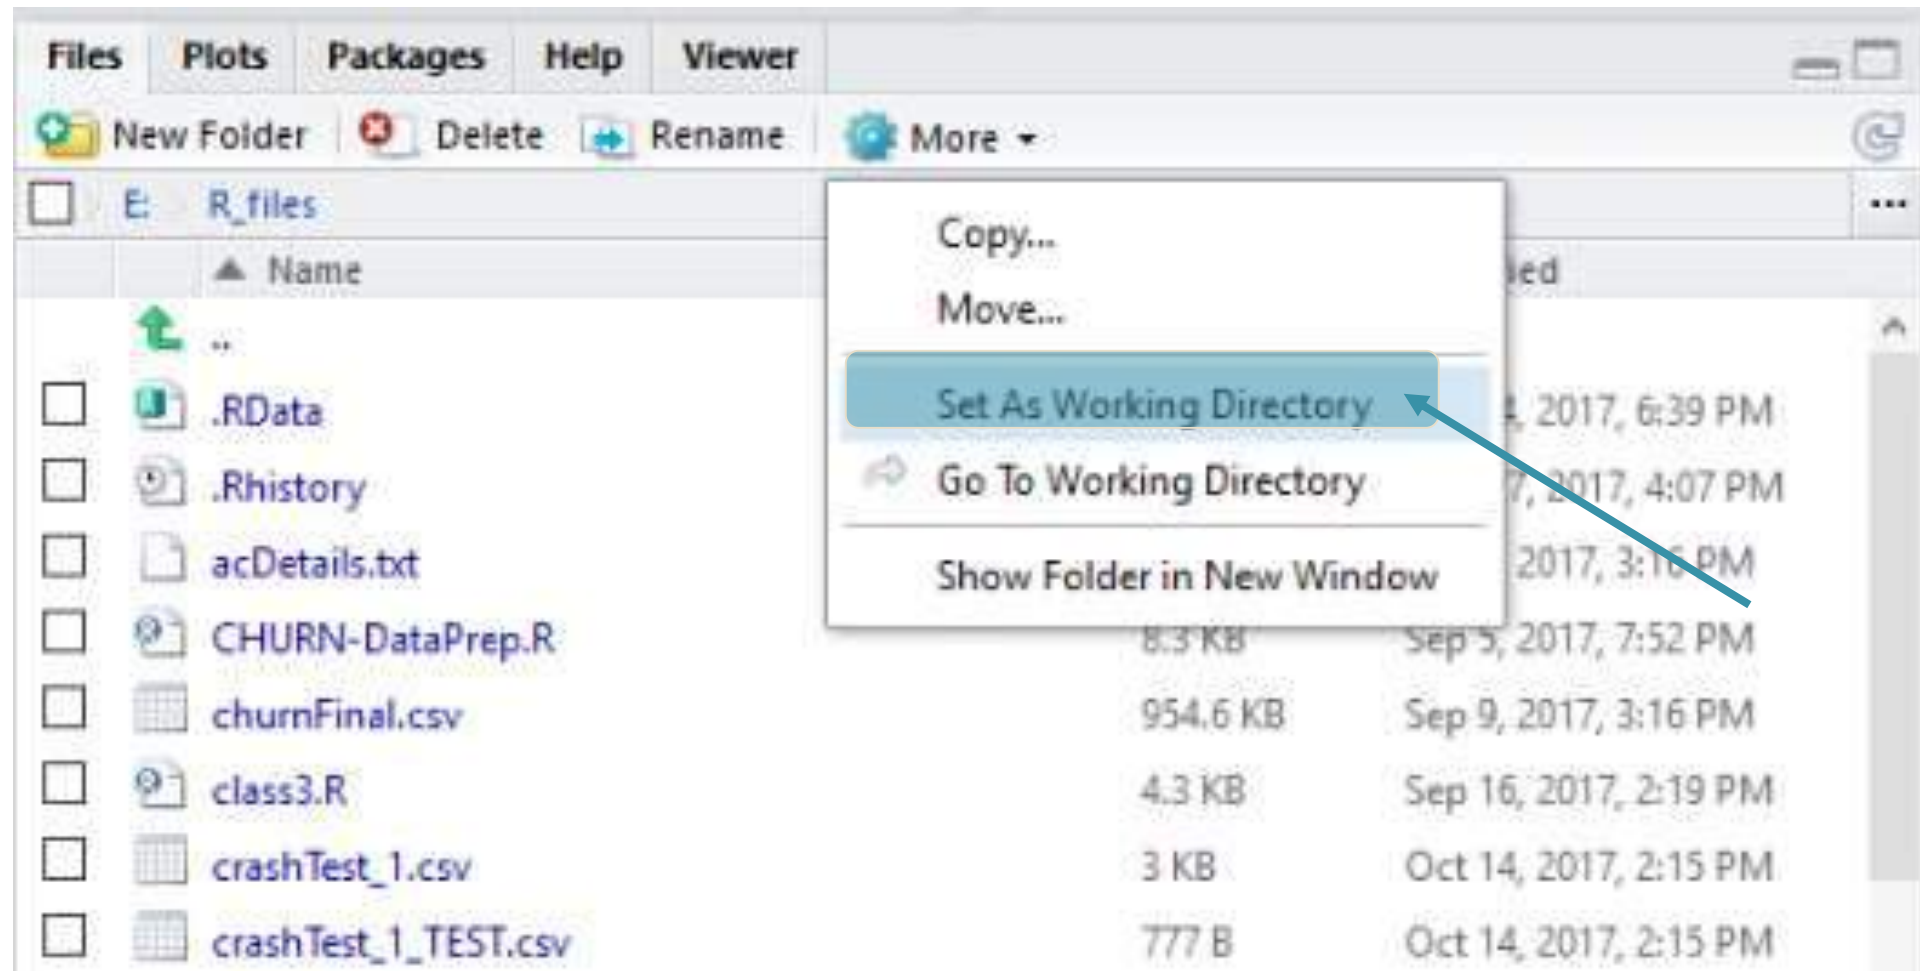 Files Plots Packages Help Viewer
New Folder Delete Rename More
E: R_files ...
Name
Copy...
Move...
Set As Working Directory
Go To Working Directory
Show Folder in New Window
..
.RData , 2017, 6:39 PM
.Rhistory 7, 2017, 4:07 PM
acDetails.txt 2017, 3:16 PM
CHURN-DataPrep.R 8.3 KB Sep 5, 2017, 7:52 PM
churnFinal.csv 954.6 KB Sep 9, 2017, 3:16 PM
class3.R 4.3 KB Sep 16, 2017, 2:19 PM
crashTest_1.csv 3 KB Oct 14, 2017, 2:15 PM
crashTest_1_TEST.csv 777 B Oct 14, 2017, 2:15 PM